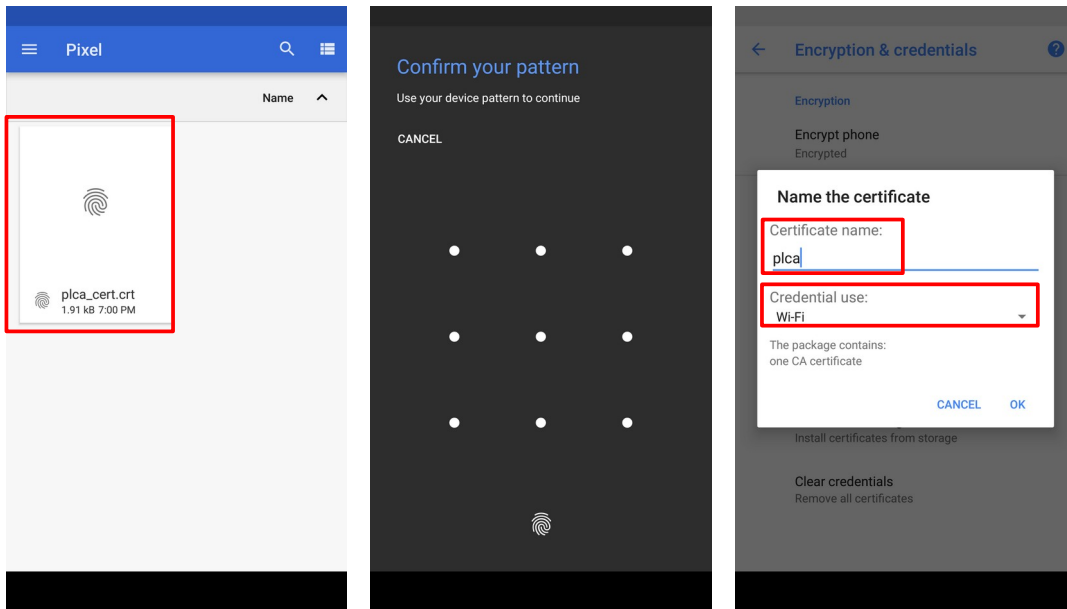 Pixel
Name
plca_cert.crt
1.91 kB 7:00 PM
Confirm your pattern
Use your device pattern to continue
CANCEL
Encryption & credentials
Encryption
Encrypt phone
Encrypted
Name the certificate
Certificate name:
plca
Credential use:
Wi-Fi
The package contains:
one CA certificate
CANCEL OK
Install certificates from storage
Clear credentials
Remove all certificates